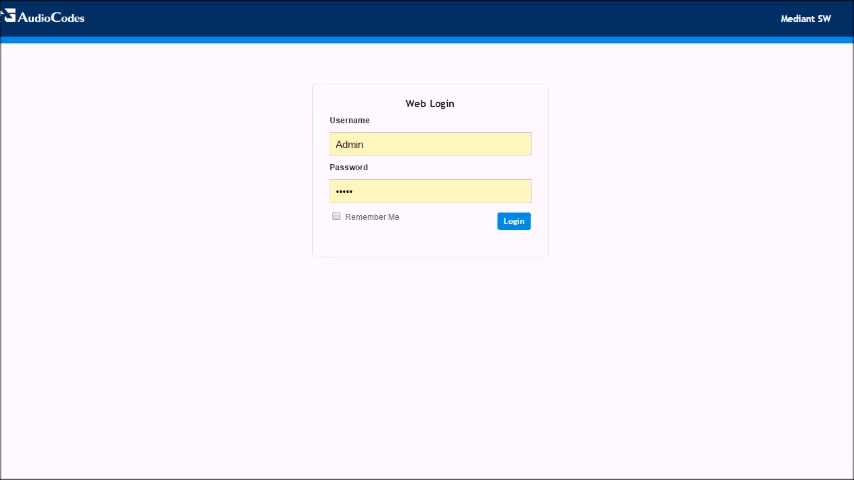 AudioCodes
Mediant SW
Web Login
Username
Admin
Password
•••••
Remember Me
Login